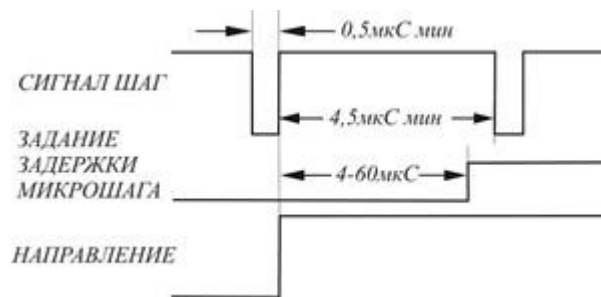 0,5мкС мин
СИГНАЛ ШАГ
4,5мкС мин
ЗАДАНИЕ
ЗАДЕРЖКИ
МИКРОШАГА
4-60мкС
НАПРАВЛЕНИЕ